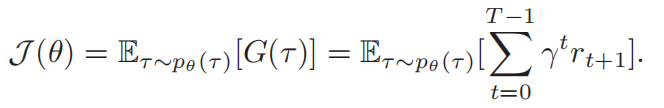 𝒥(θ) = 𝔼_{τ∼p_θ(τ)}[G(τ)] = 𝔼_{τ∼p_θ(τ)}[∑_{t=0}^{T−1} γ^t r_{t+1}].